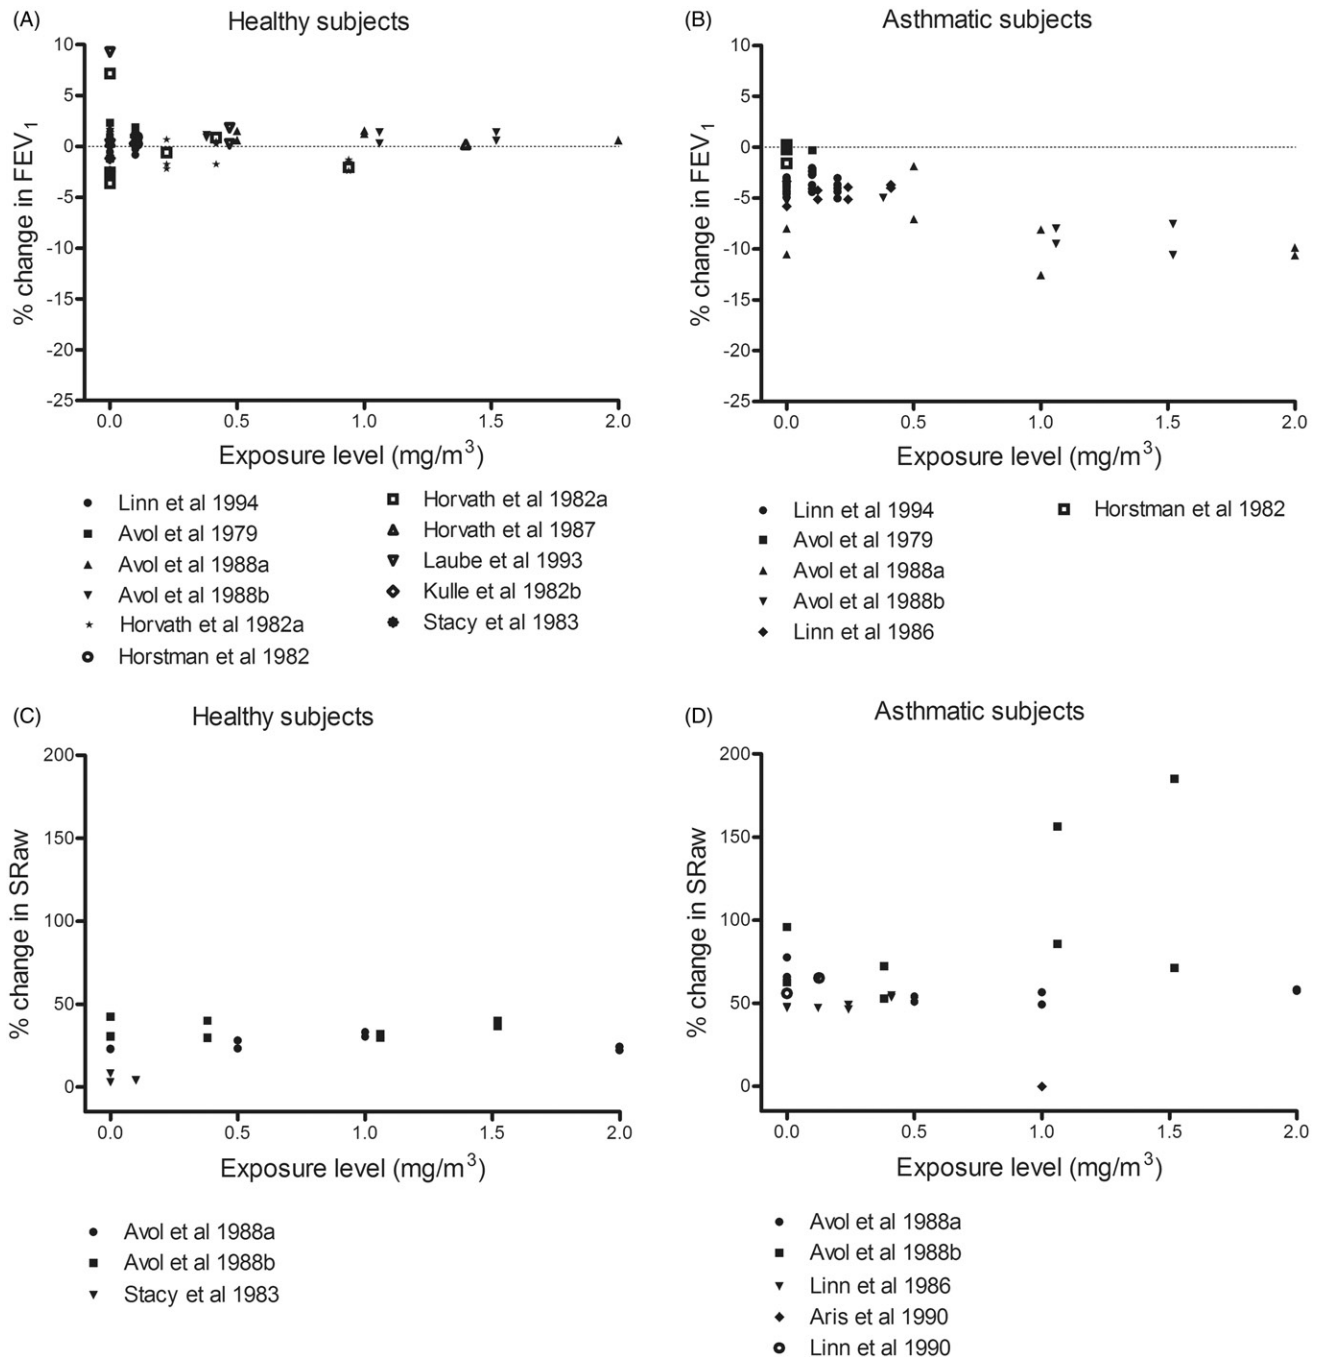 (A)
Healthy subjects
% change in FEV1
10
5
0
-5
-10
-15
-20
-25
0.0 0.5 1.0 1.5 2.0
Exposure level (mg/m3)
Linn et al 1994
Avol et al 1979
Avol et al 1988a
Avol et al 1988b
Horvath et al 1982a
Horstman et al 1982
Horvath et al 1982a
Horvath et al 1987
Laube et al 1993
Kulle et al 1982b
Stacy et al 1983
(B)
Asthmatic subjects
% change in FEV1
10
5
0
-5
-10
-15
-20
-25
0.0 0.5 1.0 1.5 2.0
Exposure level (mg/m3)
Linn et al 1994
Avol et al 1979
Avol et al 1988a
Avol et al 1988b
Linn et al 1986
Horstman et al 1982
(C)
Healthy subjects
% change in SRaw
200
150
100
50
0
0.0 0.5 1.0 1.5 2.0
Exposure level (mg/m3)
Avol et al 1988a
Avol et al 1988b
Stacy et al 1983
(D)
Asthmatic subjects
% change in SRaw
200
150
100
50
0
0.0 0.5 1.0 1.5 2.0
Exposure level (mg/m3)
Avol et al 1988a
Avol et al 1988b
Linn et al 1986
Aris et al 1990
Linn et al 1990